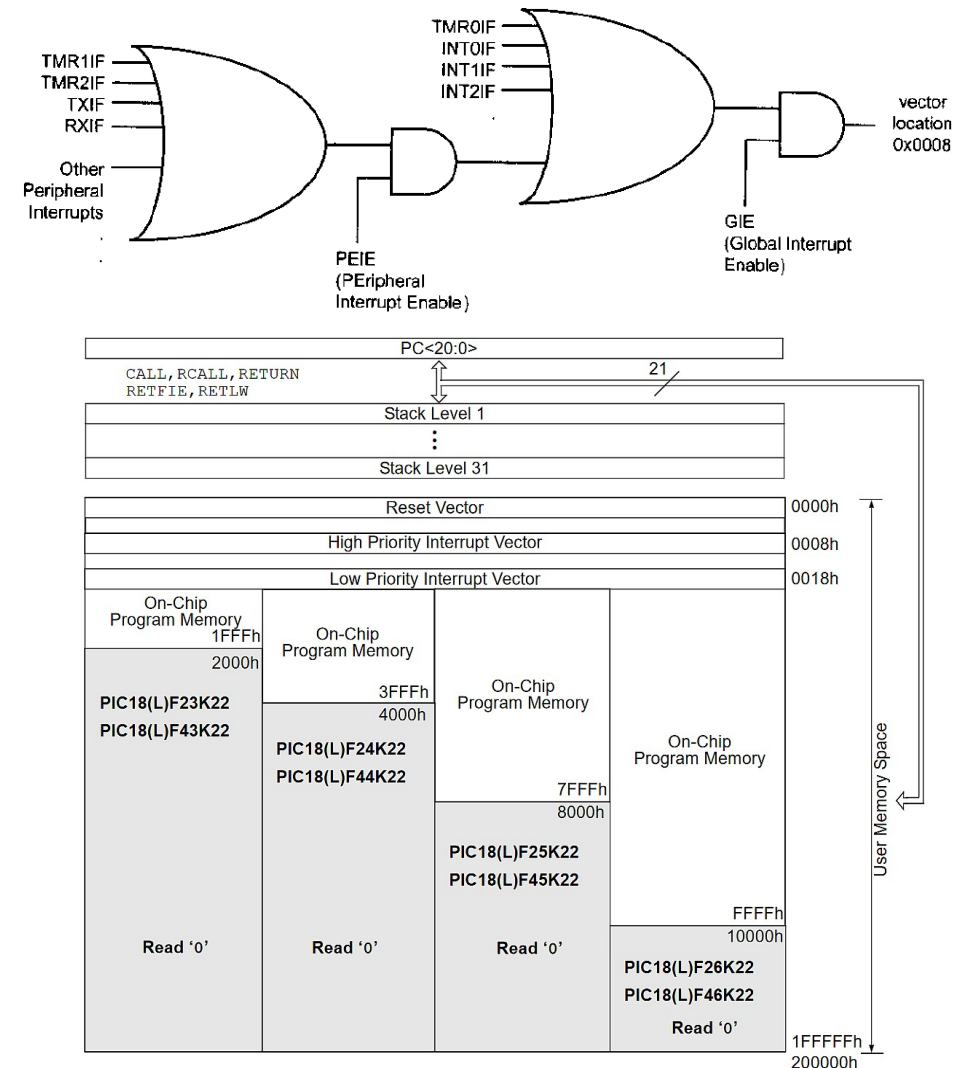 TMR1IF
TMR2IF
TXIF
RXIF
Other
Peripheral
Interrupts
PEIE
(PEripheral
Interrupt Enable)
TMR0IF
INT0IF
INT1IF
INT2IF
GIE
(Global Interrupt
Enable)
vector
location
0x0008
PC<20:0>
CALL,RCALL,RETURN
RETFIE,RETLW
21
Stack Level 1
Stack Level 31
Reset Vector
0000h
High Priority Interrupt Vector
0008h
Low Priority Interrupt Vector
0018h
On-Chip
Program Memory
1FFFh
2000h
PIC18(L)F23K22
PIC18(L)F43K22
Read ‘0’
On-Chip
Program Memory
3FFFh
4000h
PIC18(L)F24K22
PIC18(L)F44K22
Read ‘0’
On-Chip
Program Memory
7FFFh
8000h
PIC18(L)F25K22
PIC18(L)F45K22
Read ‘0’
On-Chip
Program Memory
FFFFh
10000h
PIC18(L)F26K22
PIC18(L)F46K22
Read ‘0’
1FFFFFh
200000h
User Memory Space